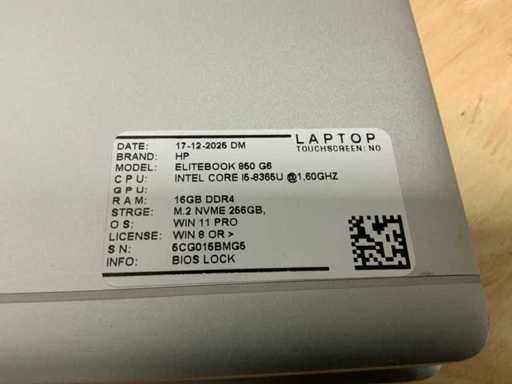 LAPTOP
TOUCHSCREEN: NO
DATE: 17-12-2025 DM
BRAND: HP
MODEL: ELITEBOOK 850 G6
CPU: INTEL CORE I5-8365U @1,60GHZ
GPU:
RAM: 16GB DDR4
STRGE: M.2 NVME 256GB,
OS: WIN 11 PRO
LICENSE: WIN 8 OR >
SN: 5CG015BMG5
INFO: BIOS LOCK